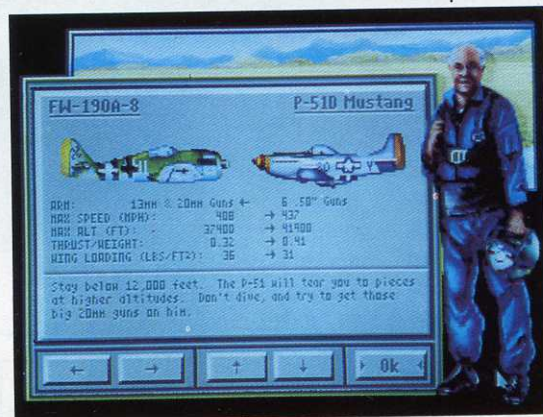 FW-190A-8 P-51D Mustang
ARM: 13MM & 20MM Guns ← 6 .50" Guns
MAX SPEED (MPH): 408 → 437
MAX ALT (FT): 37400 → 41900
THRUST/WEIGHT: 0.32 → 0.41
WING LOADING (LBS/FT2): 36 → 31
Stay below 12,000 feet. The P-51 will tear you to pieces
at higher altitudes. Don't dive, and try to get those
big 20MM guns on him.
← → ↑ ↓ Ok